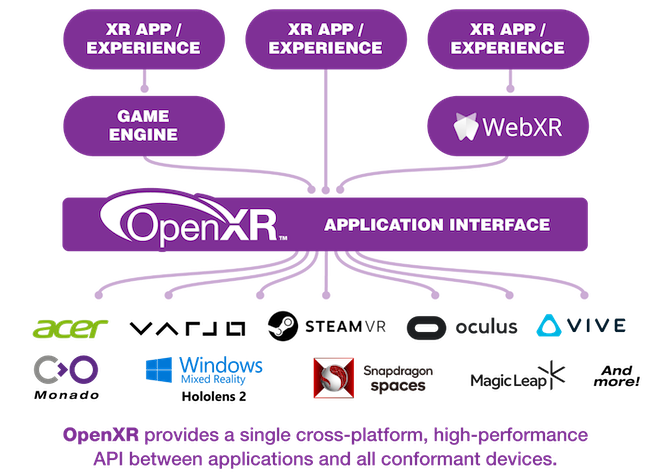 XR APP /
EXPERIENCE
XR APP /
EXPERIENCE
XR APP /
EXPERIENCE
GAME
ENGINE
WebXR
OpenXR™
APPLICATION INTERFACE
acer
VARJO
STEAMVR
oculus
VIVE
Monado
Windows
Mixed Reality
Hololens 2
Snapdragon
spaces
Magic Leap
And
more!
OpenXR provides a single cross-platform, high-performance
API between applications and all conformant devices.